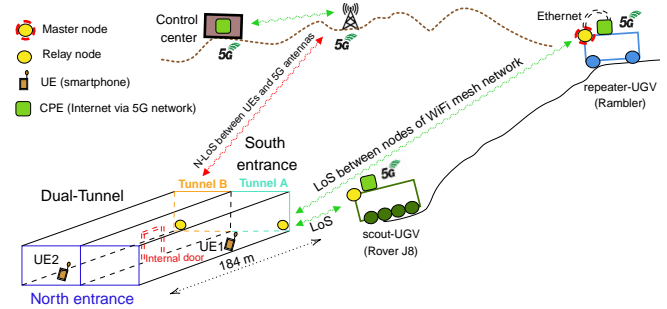 Master node
Relay node
UE (smartphone)
CPE (Internet via 5G network)
Control
center
5G
5G
Ethernet
5G
repeater-UGV
(Rambler)
N-LoS between UEs and 5G antennas
LoS between nodes of WiFi mesh network
South
entrance
Tunnel B
Tunnel A
Dual-Tunnel
5G
LoS
scout-UGV
(Rover J8)
UE1
UE2
Internal door
184 m
North entrance